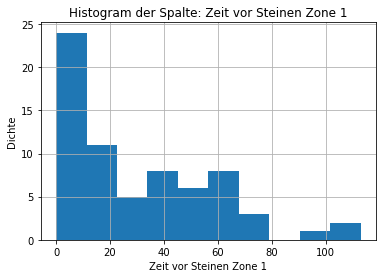 Histogram der Spalte: Zeit vor Steinen Zone 1
25
20
15
10
5
0
Dichte
0 20 40 60 80 100
Zeit vor Steinen Zone 1